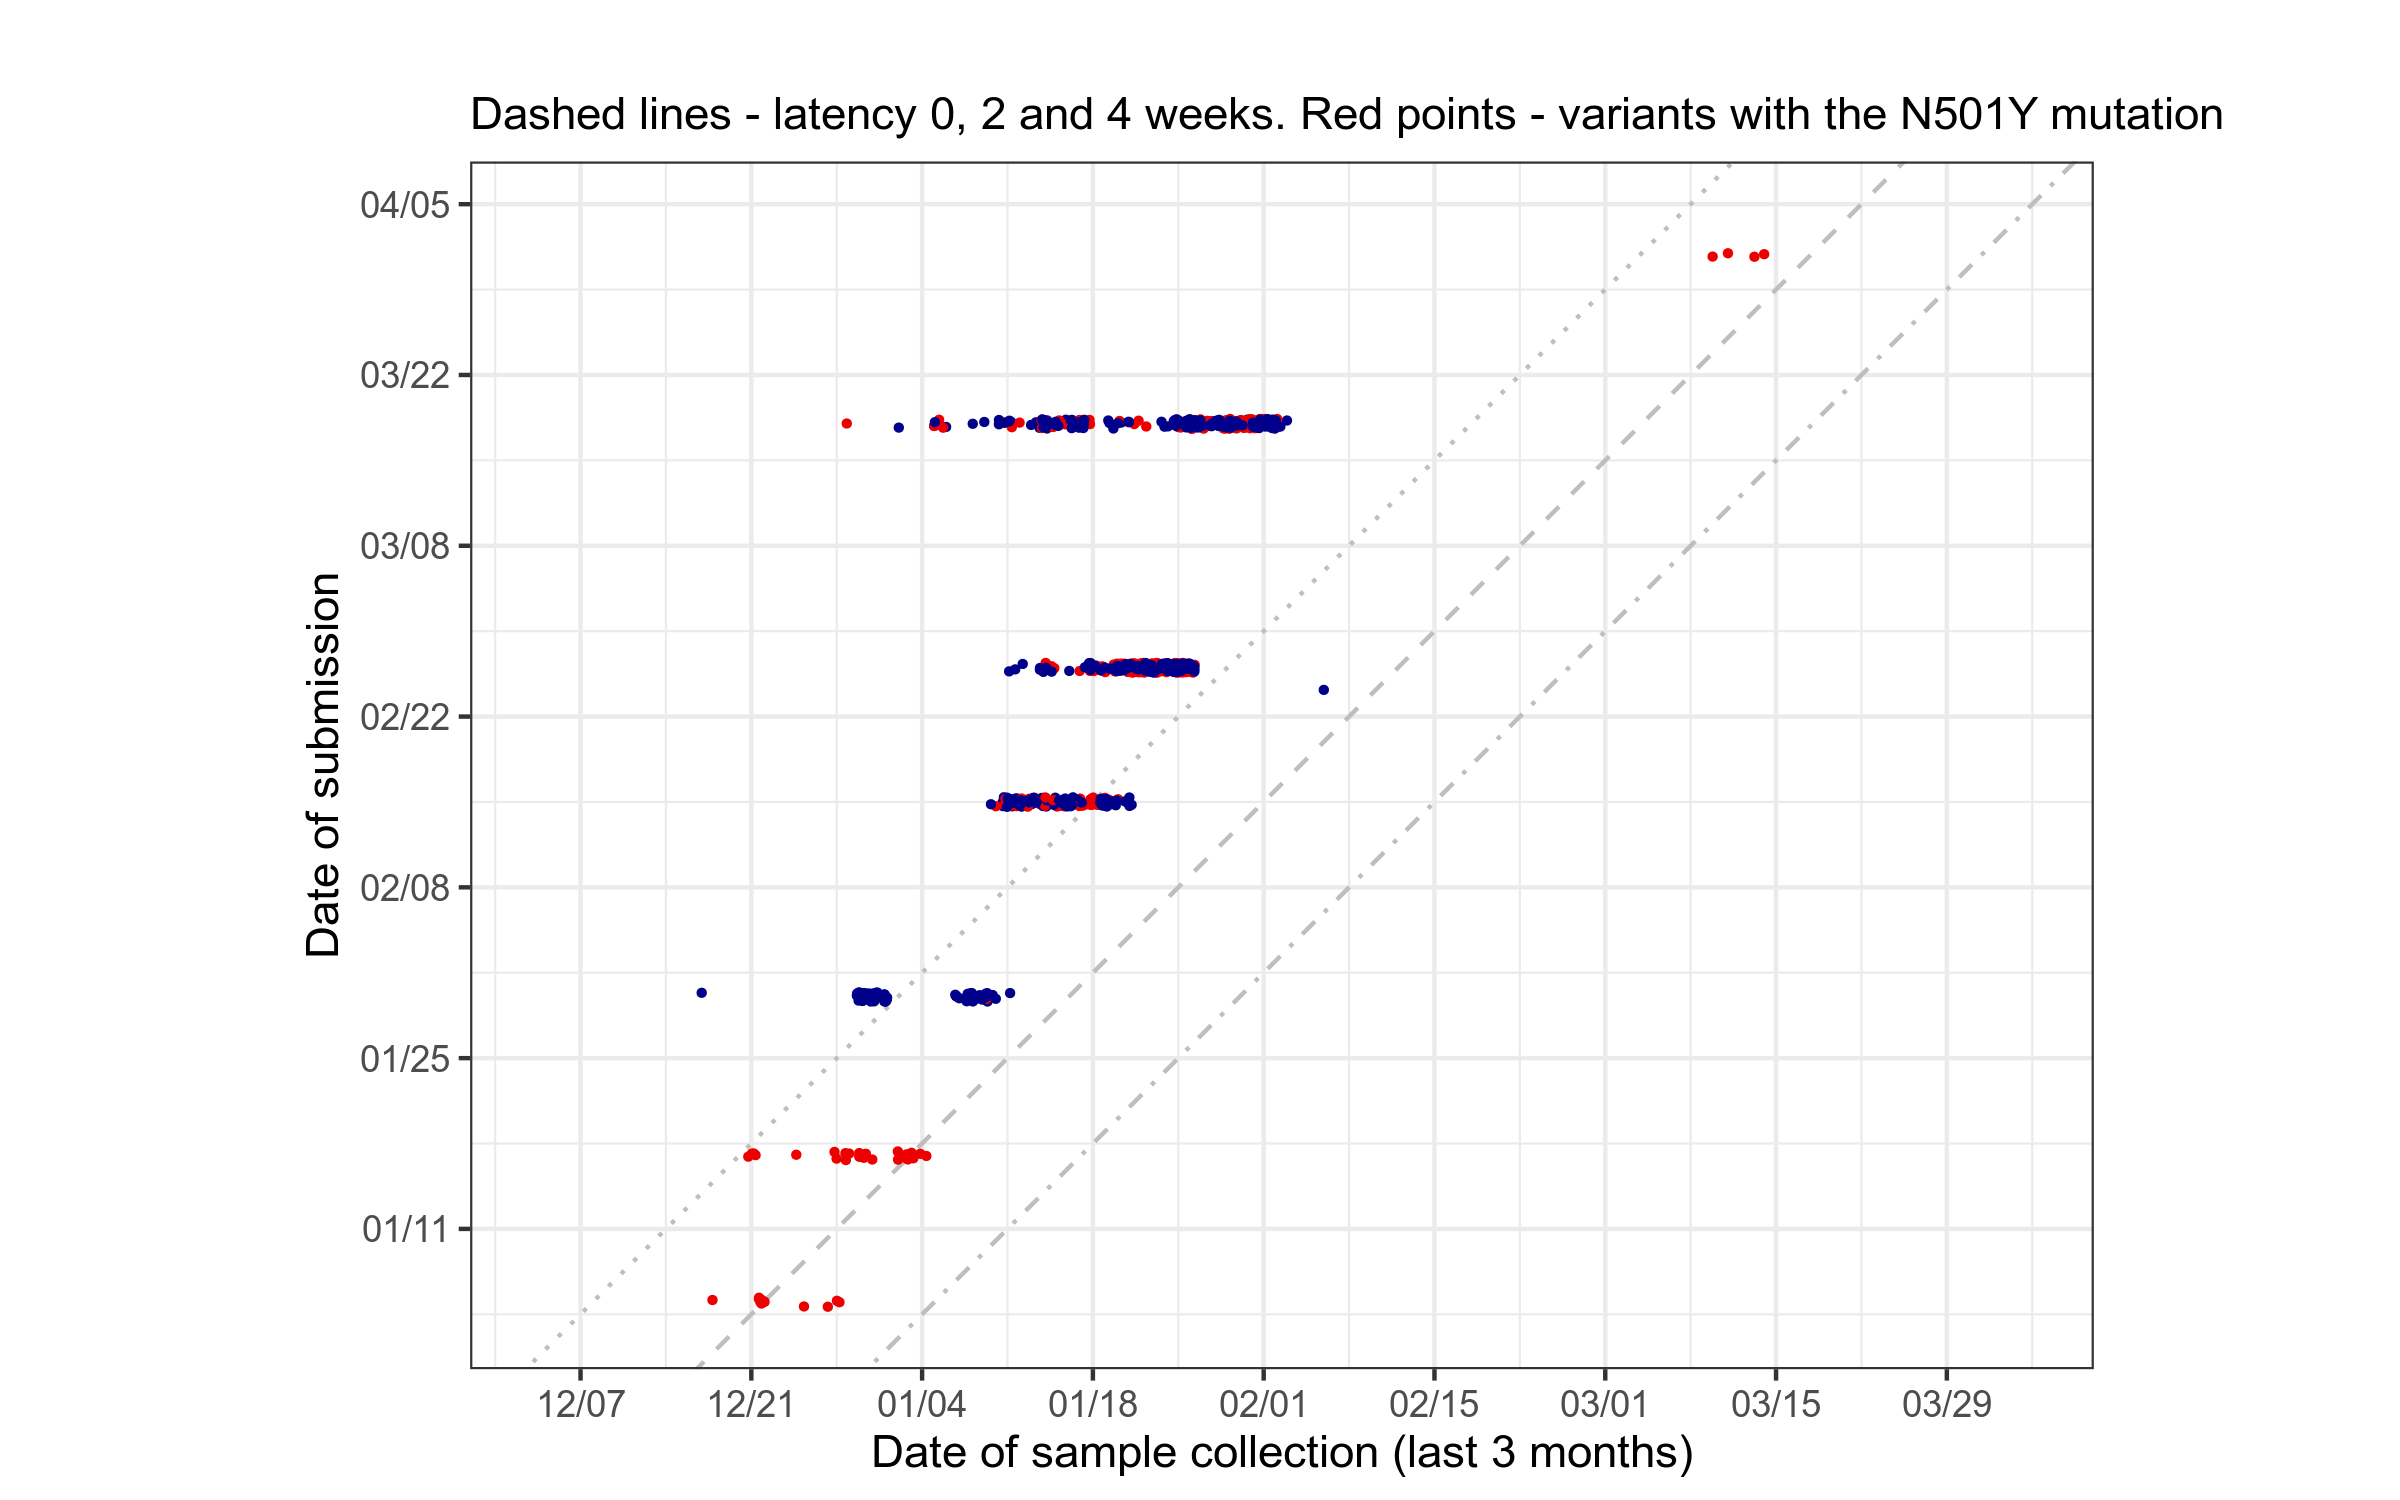 Dashed lines - latency 0, 2 and 4 weeks. Red points - variants with the N501Y mutation
04/05
03/22
03/08
02/22
02/08
01/25
01/11
Date of submission
12/07 12/21 01/04 01/18 02/01 02/15 03/01 03/15 03/29
Date of sample collection (last 3 months)